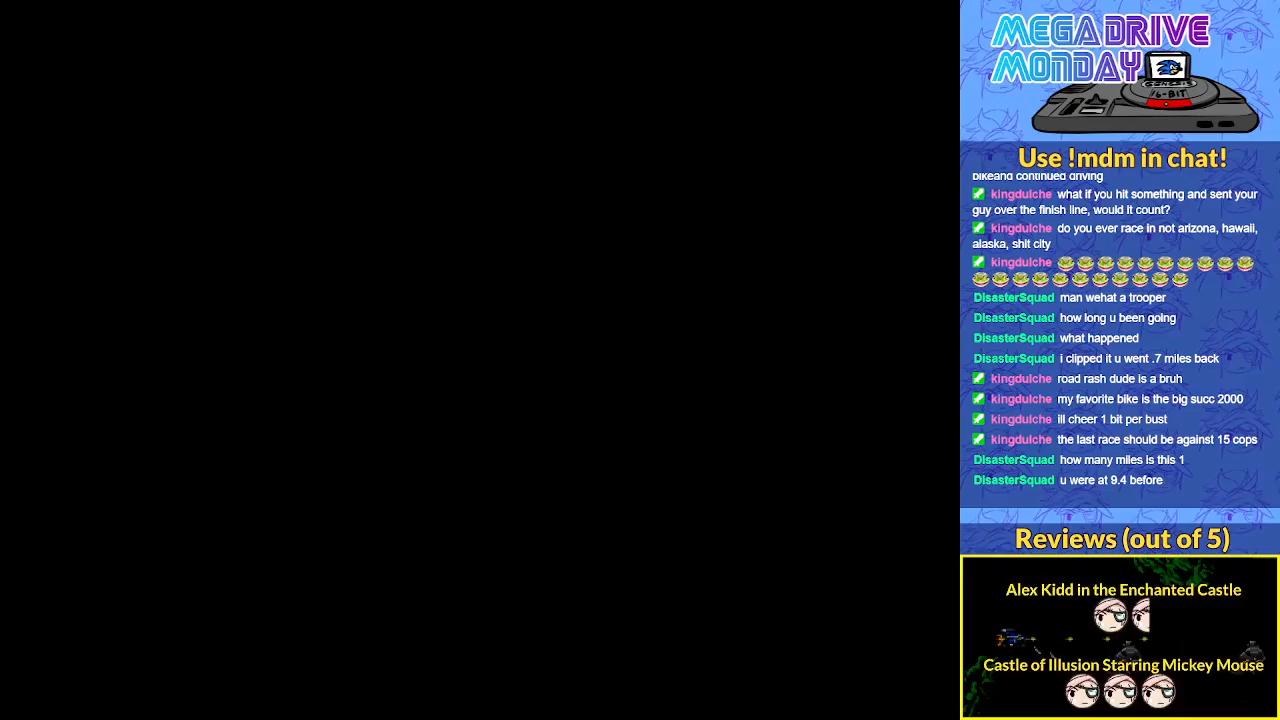 MEGA DRIVE
MONDAY
GENESIS
16-BIT
Use !mdm in chat!
bikeand continued driving
kingdulche what if you hit something and sent your
guy over the finish line, would it count?
kingdulche do you ever race in not arizona, hawaii,
alaska, shit city
kingdulche
DisasterSquad man wehat a trooper
DisasterSquad how long u been going
DisasterSquad what happened
DisasterSquad i clipped it u went .7 miles back
kingdulche road rash dude is a bruh
kingdulche my favorite bike is the big succ 2000
kingdulche ill cheer 1 bit per bust
kingdulche the last race should be against 15 cops
DisasterSquad how many miles is this 1
DisasterSquad u were at 9.4 before
Reviews (out of 5)
Alex Kidd in the Enchanted Castle
Castle of Illusion Starring Mickey Mouse